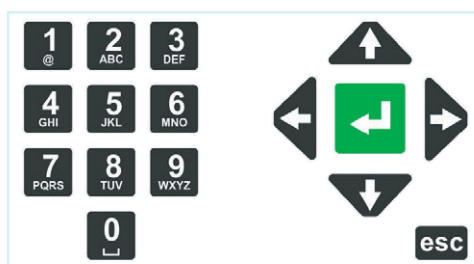 1 2 3
@ ABC DEF
4 5 6
GHI JKL MNO
7 8 9
PQRS TUV WXYZ
0
esc